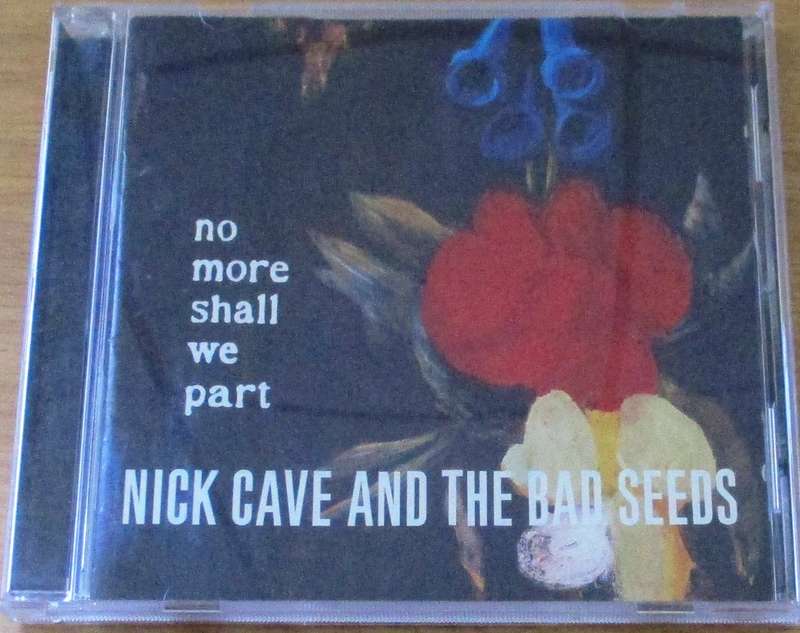 no
more
shall
we
part
NICK CAVE AND THE BAD SEEDS